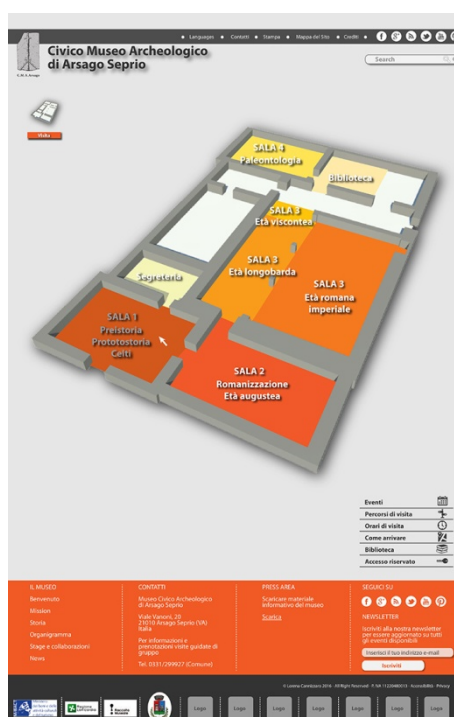 Languages • Contatti • Stampa • Mappa del Sito • Crediti
Civico Museo Archeologico
di Arsago Seprio
C.M.A. Arsago
Search
Visita
SALA 4
Paleontologia
Biblioteca
SALA 3
Età viscontea
SALA 3
Età longobarda
Segreteria
SALA 3
Età romana
imperiale
SALA 1
Preistoria
Prototostoria
Celti
SALA 2
Romanizzazione
Età augustea
Eventi
Percorsi di visita
Orari di visita
Come arrivare
Biblioteca
Accesso riservato
IL MUSEO
Benvenuto
Mission
Storia
Organigramma
Stage e collaborazioni
News
CONTATTI
Museo Civico Archeologico
di Arsago Seprio
Viale Vanoni, 20
21010 Arsago Seprio (VA)
Italia
Per informazioni e
prenotazioni visite guidate di
gruppo
Tel. 0331/299927 (Comune)
PRESS AREA
Scaricare materiale
informativo del museo
Scarica
SEGUICI SU
NEWSLETTER
Iscriviti alla nostra newsletter
per essere aggiornato su tutti
gli eventi disponibili
Inserisci il tuo indirizzo e-mail
Iscriviti
Logo
Logo
Logo
Logo
Logo